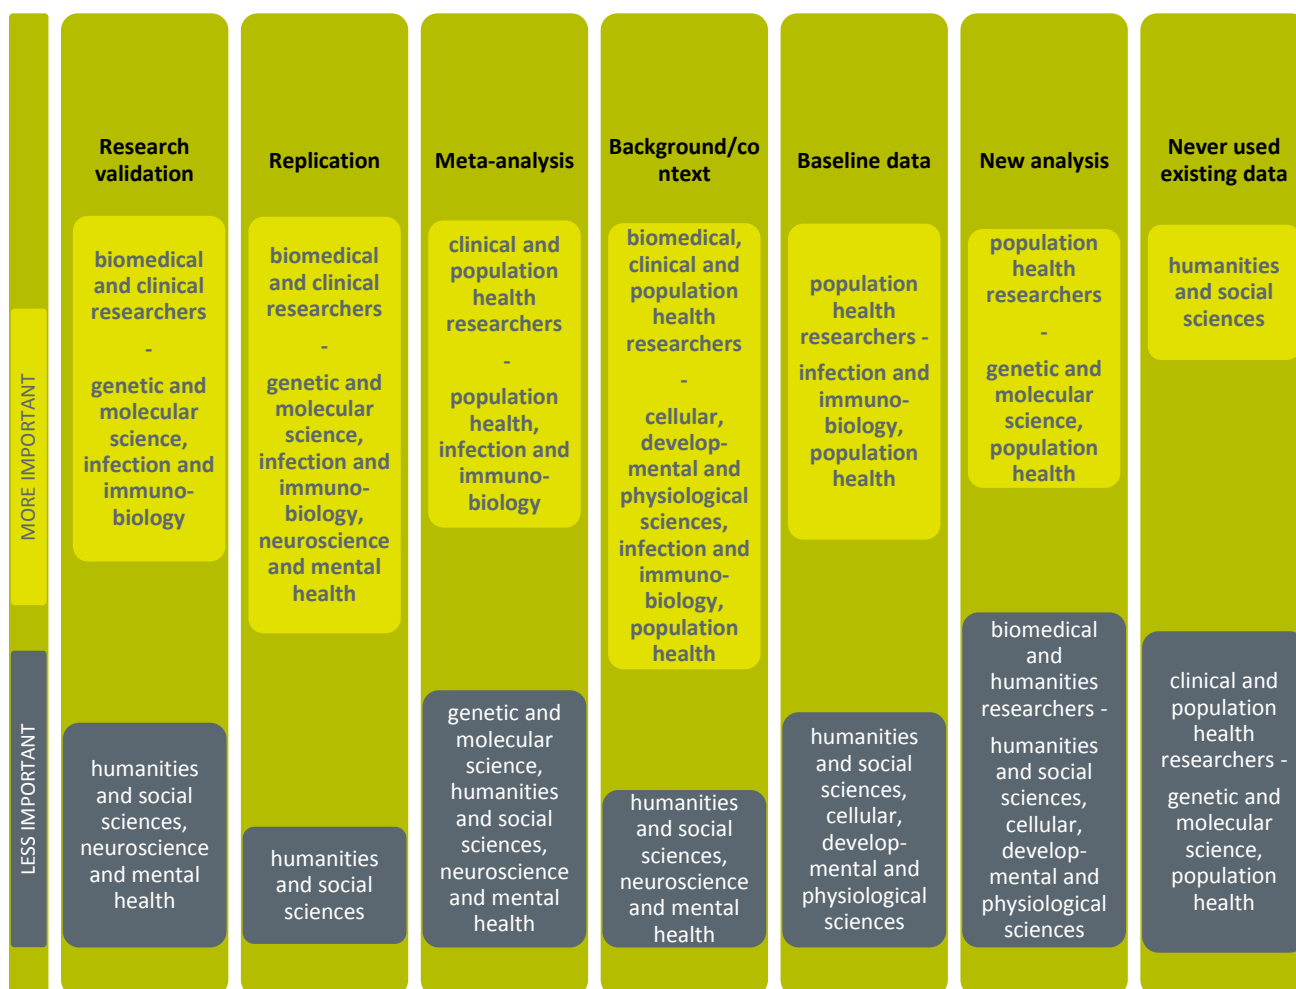 MORE IMPORTANT
LESS IMPORTANT
Research
validation
biomedical
and clinical
researchers
-
genetic and
molecular
science,
infection and
immuno-
biology
humanities
and social
sciences,
neuroscience
and mental
health
Replication
biomedical
and clinical
researchers
-
genetic and
molecular
science,
infection and
immuno-
biology,
neuroscience
and mental
health
humanities
and social
sciences
Meta-analysis
clinical and
population
health
researchers
-
population
health,
infection and
immuno-
biology
genetic and
molecular
science,
humanities
and social
sciences,
neuroscience
and mental
health
Background/co
ntext
biomedical,
clinical and
population
health
researchers
-
cellular,
develop-
mental and
physiological
sciences,
infection and
immuno-
biology,
population
health
humanities
and social
sciences,
neuroscience
and mental
health
Baseline data
population
health
researchers -
infection and
immuno-
biology,
population
health
humanities
and social
sciences,
cellular,
develop-
mental and
physiological
sciences
New analysis
population
health
researchers
-
genetic and
molecular
science,
population
health
biomedical
and
humanities
researchers -
humanities
and social
sciences,
cellular,
develop-
mental and
physiological
sciences
Never used
existing data
humanities
and social
sciences
clinical and
population
health
researchers -
genetic and
molecular
science,
population
health